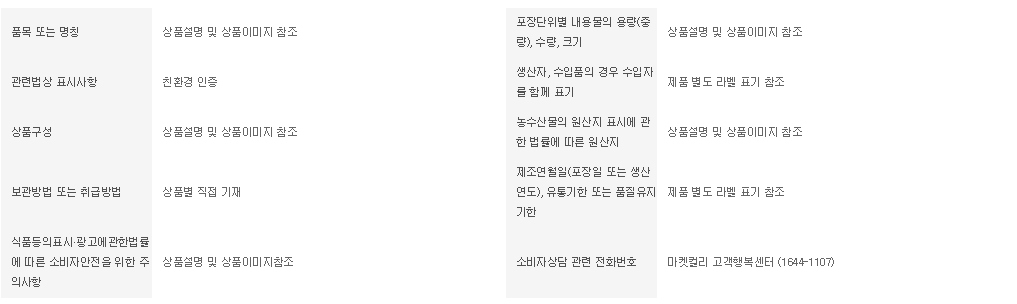 품목 또는 명칭
상품설명 및 상품이미지 참조
포장단위별 내용물의 용량(중
량), 수량, 크기
상품설명 및 상품이미지 참조
관련법상 표시사항
친환경 인증
생산자, 수입품의 경우 수입자
를 함께 표기
제품 별도 라벨 표기 참조
상품구성
상품설명 및 상품이미지 참조
농수산물의 원산지 표시에 관
한 법률에 따른 원산지
상품설명 및 상품이미지 참조
보관방법 또는 취급방법
상품별 직접 기재
제조연월일(포장일 또는 생산
연도), 유통기한 또는 품질유지
기한
제품 별도 라벨 표기 참조
식품등의표시·광고에관한법률
에 따른 소비자안전을 위한 주
의사항
상품설명 및 상품이미지참조
소비자상담 관련 전화번호
마켓컬리 고객행복센터 (1644-1107)